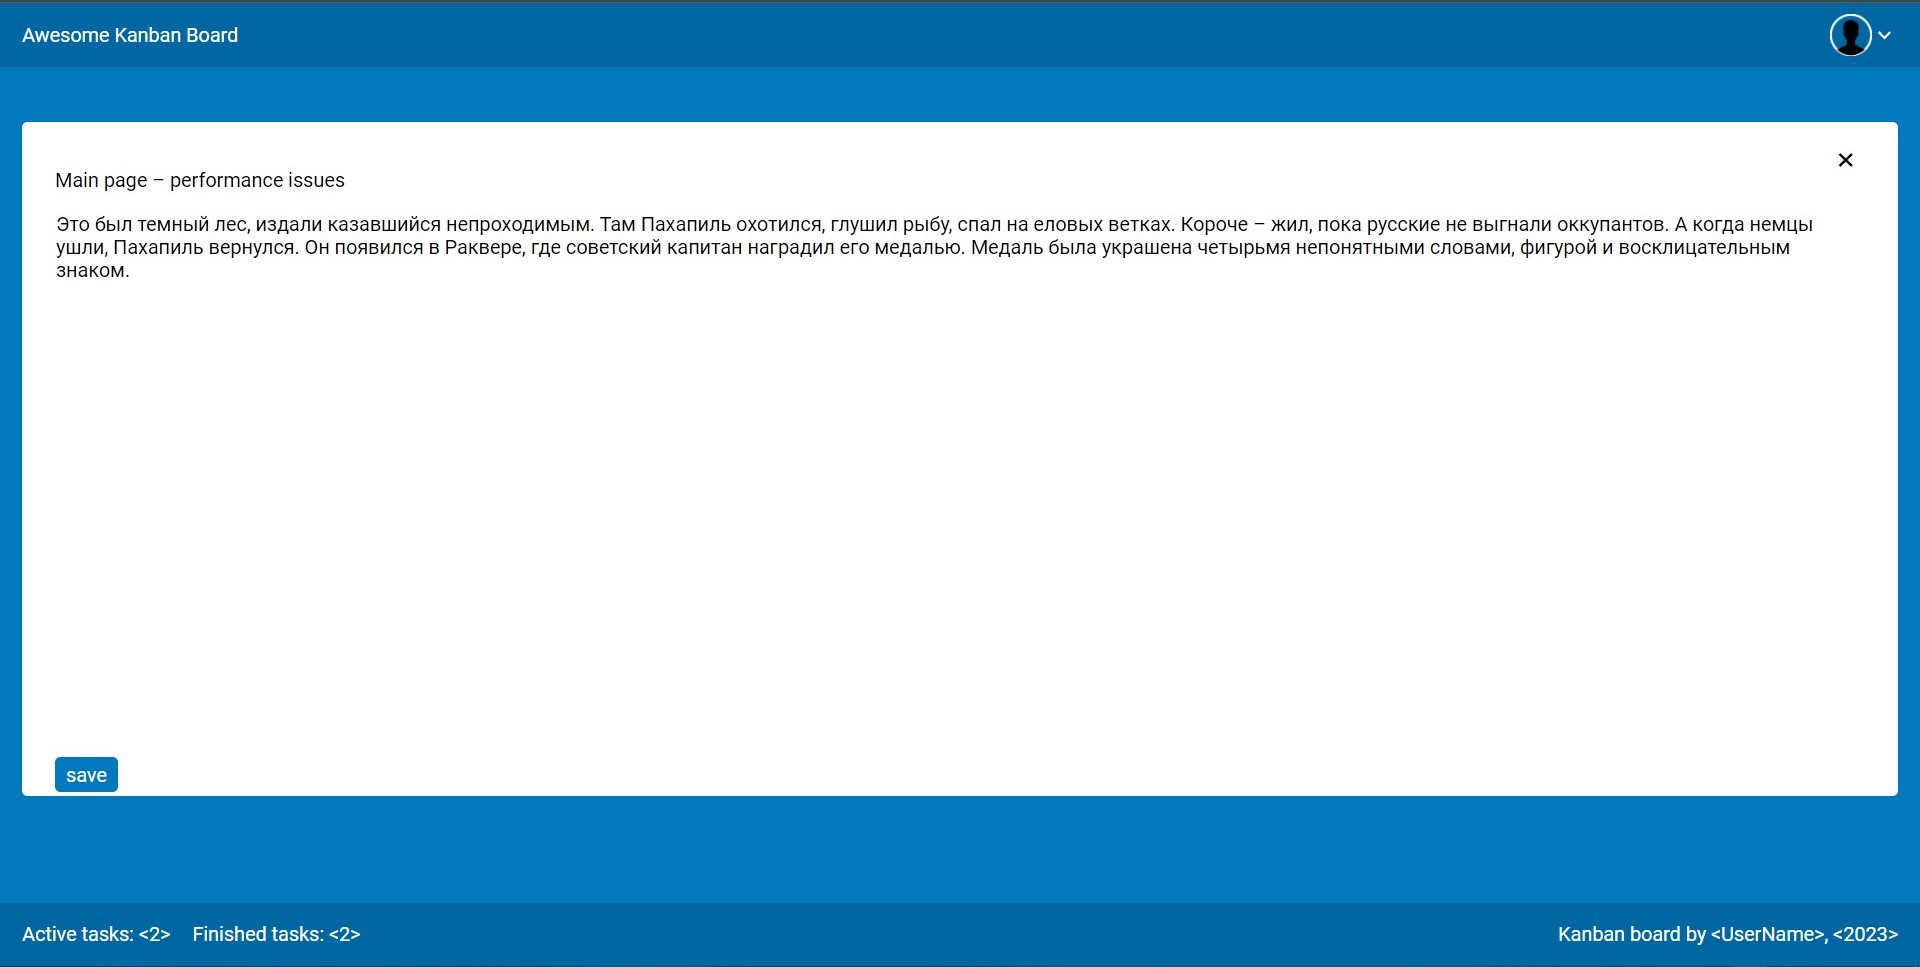 Awesome Kanban Board
Main page – performance issues
Это был темный лес, издали казавшийся непроходимым. Там Пахапиль охотился, глушил рыбу, спал на еловых ветках. Короче – жил, пока русские не выгнали оккупантов. А когда немцы
ушли, Пахапиль вернулся. Он появился в Раквере, где советский капитан наградил его медалью. Медаль была украшена четырьмя непонятными словами, фигурой и восклицательным
знаком.
save
Active tasks: <2> Finished tasks: <2>
Kanban board by <UserName>, <2023>